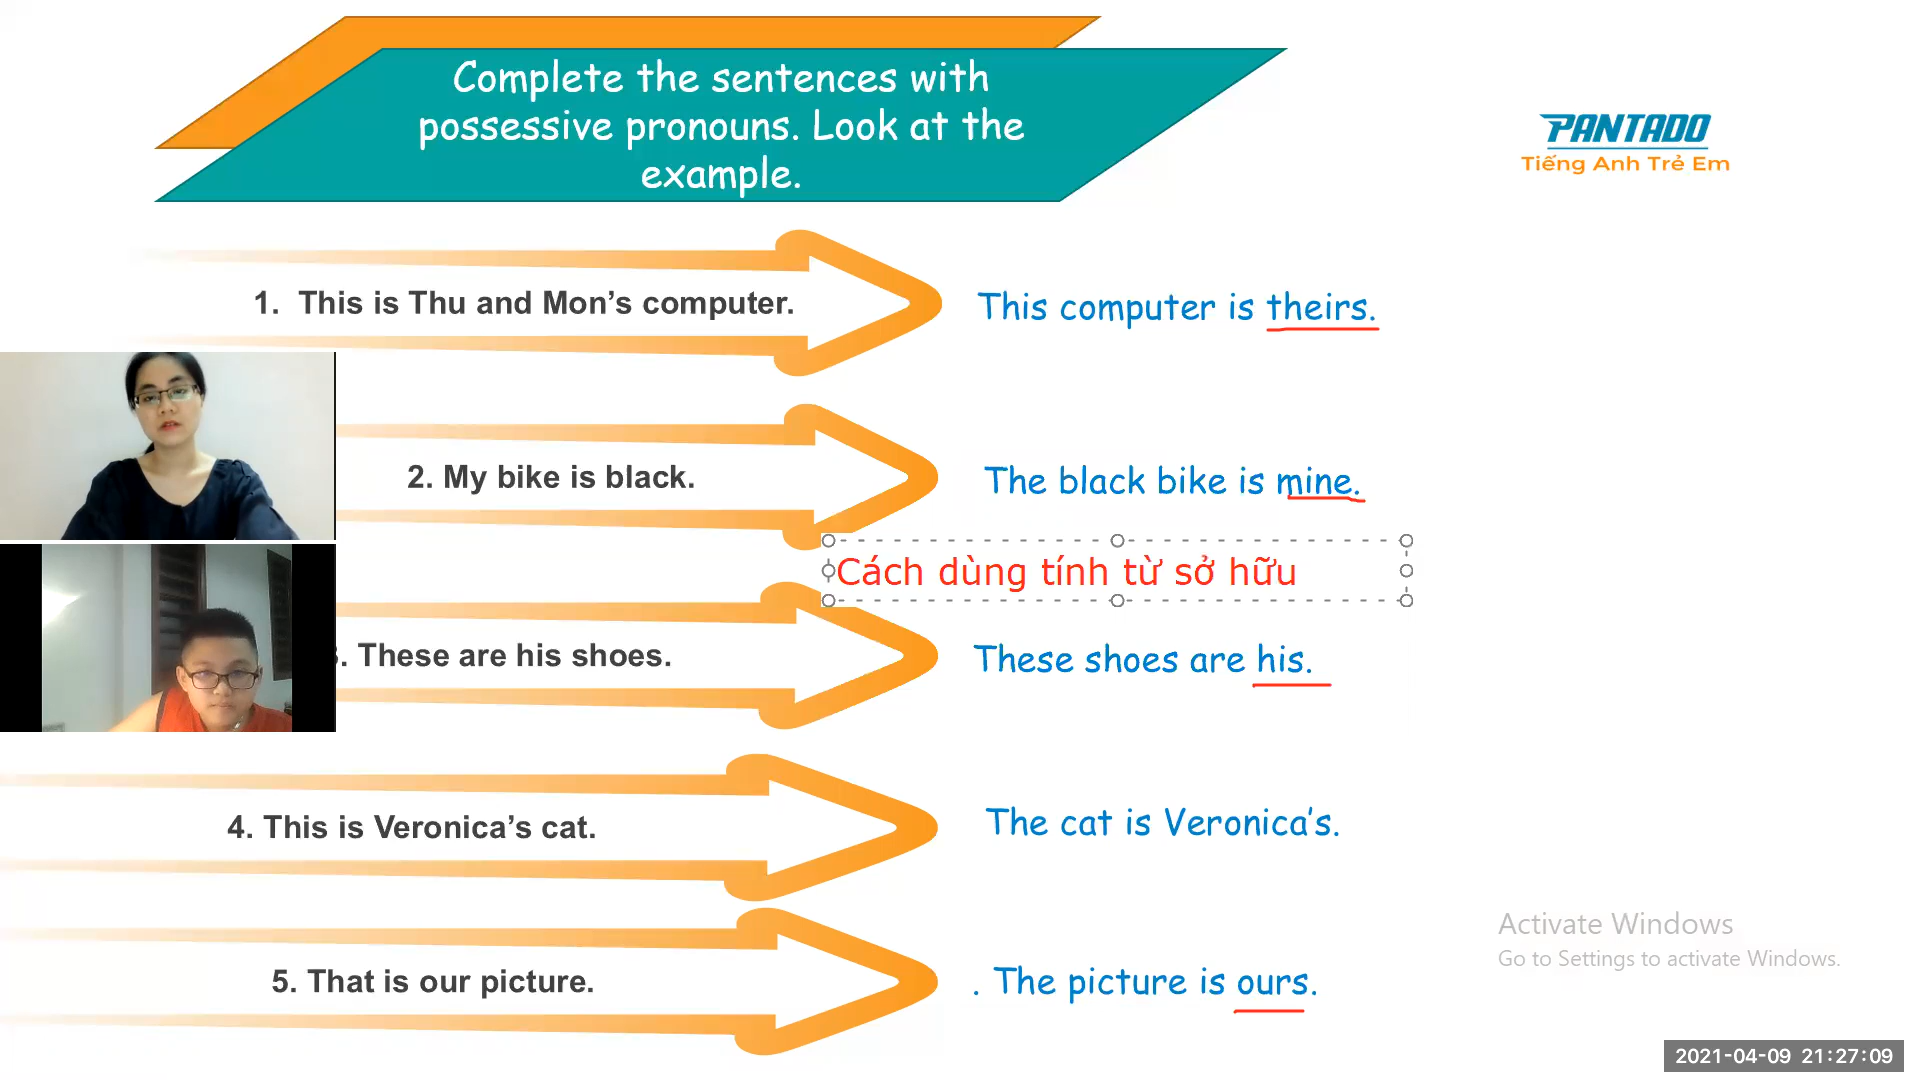 Complete the sentences with
possessive pronouns. Look at the
example.
PANTADO
Tiếng Anh Trẻ Em
1. This is Thu and Mon’s computer.
This computer is theirs.
2. My bike is black.
The black bike is mine.
Cách dùng tính từ sở hữu
3. These are his shoes.
These shoes are his.
4. This is Veronica’s cat.
The cat is Veronica’s.
5. That is our picture.
. The picture is ours.
Activate Windows
Go to Settings to activate Windows.
2021-04-09 21:27:09